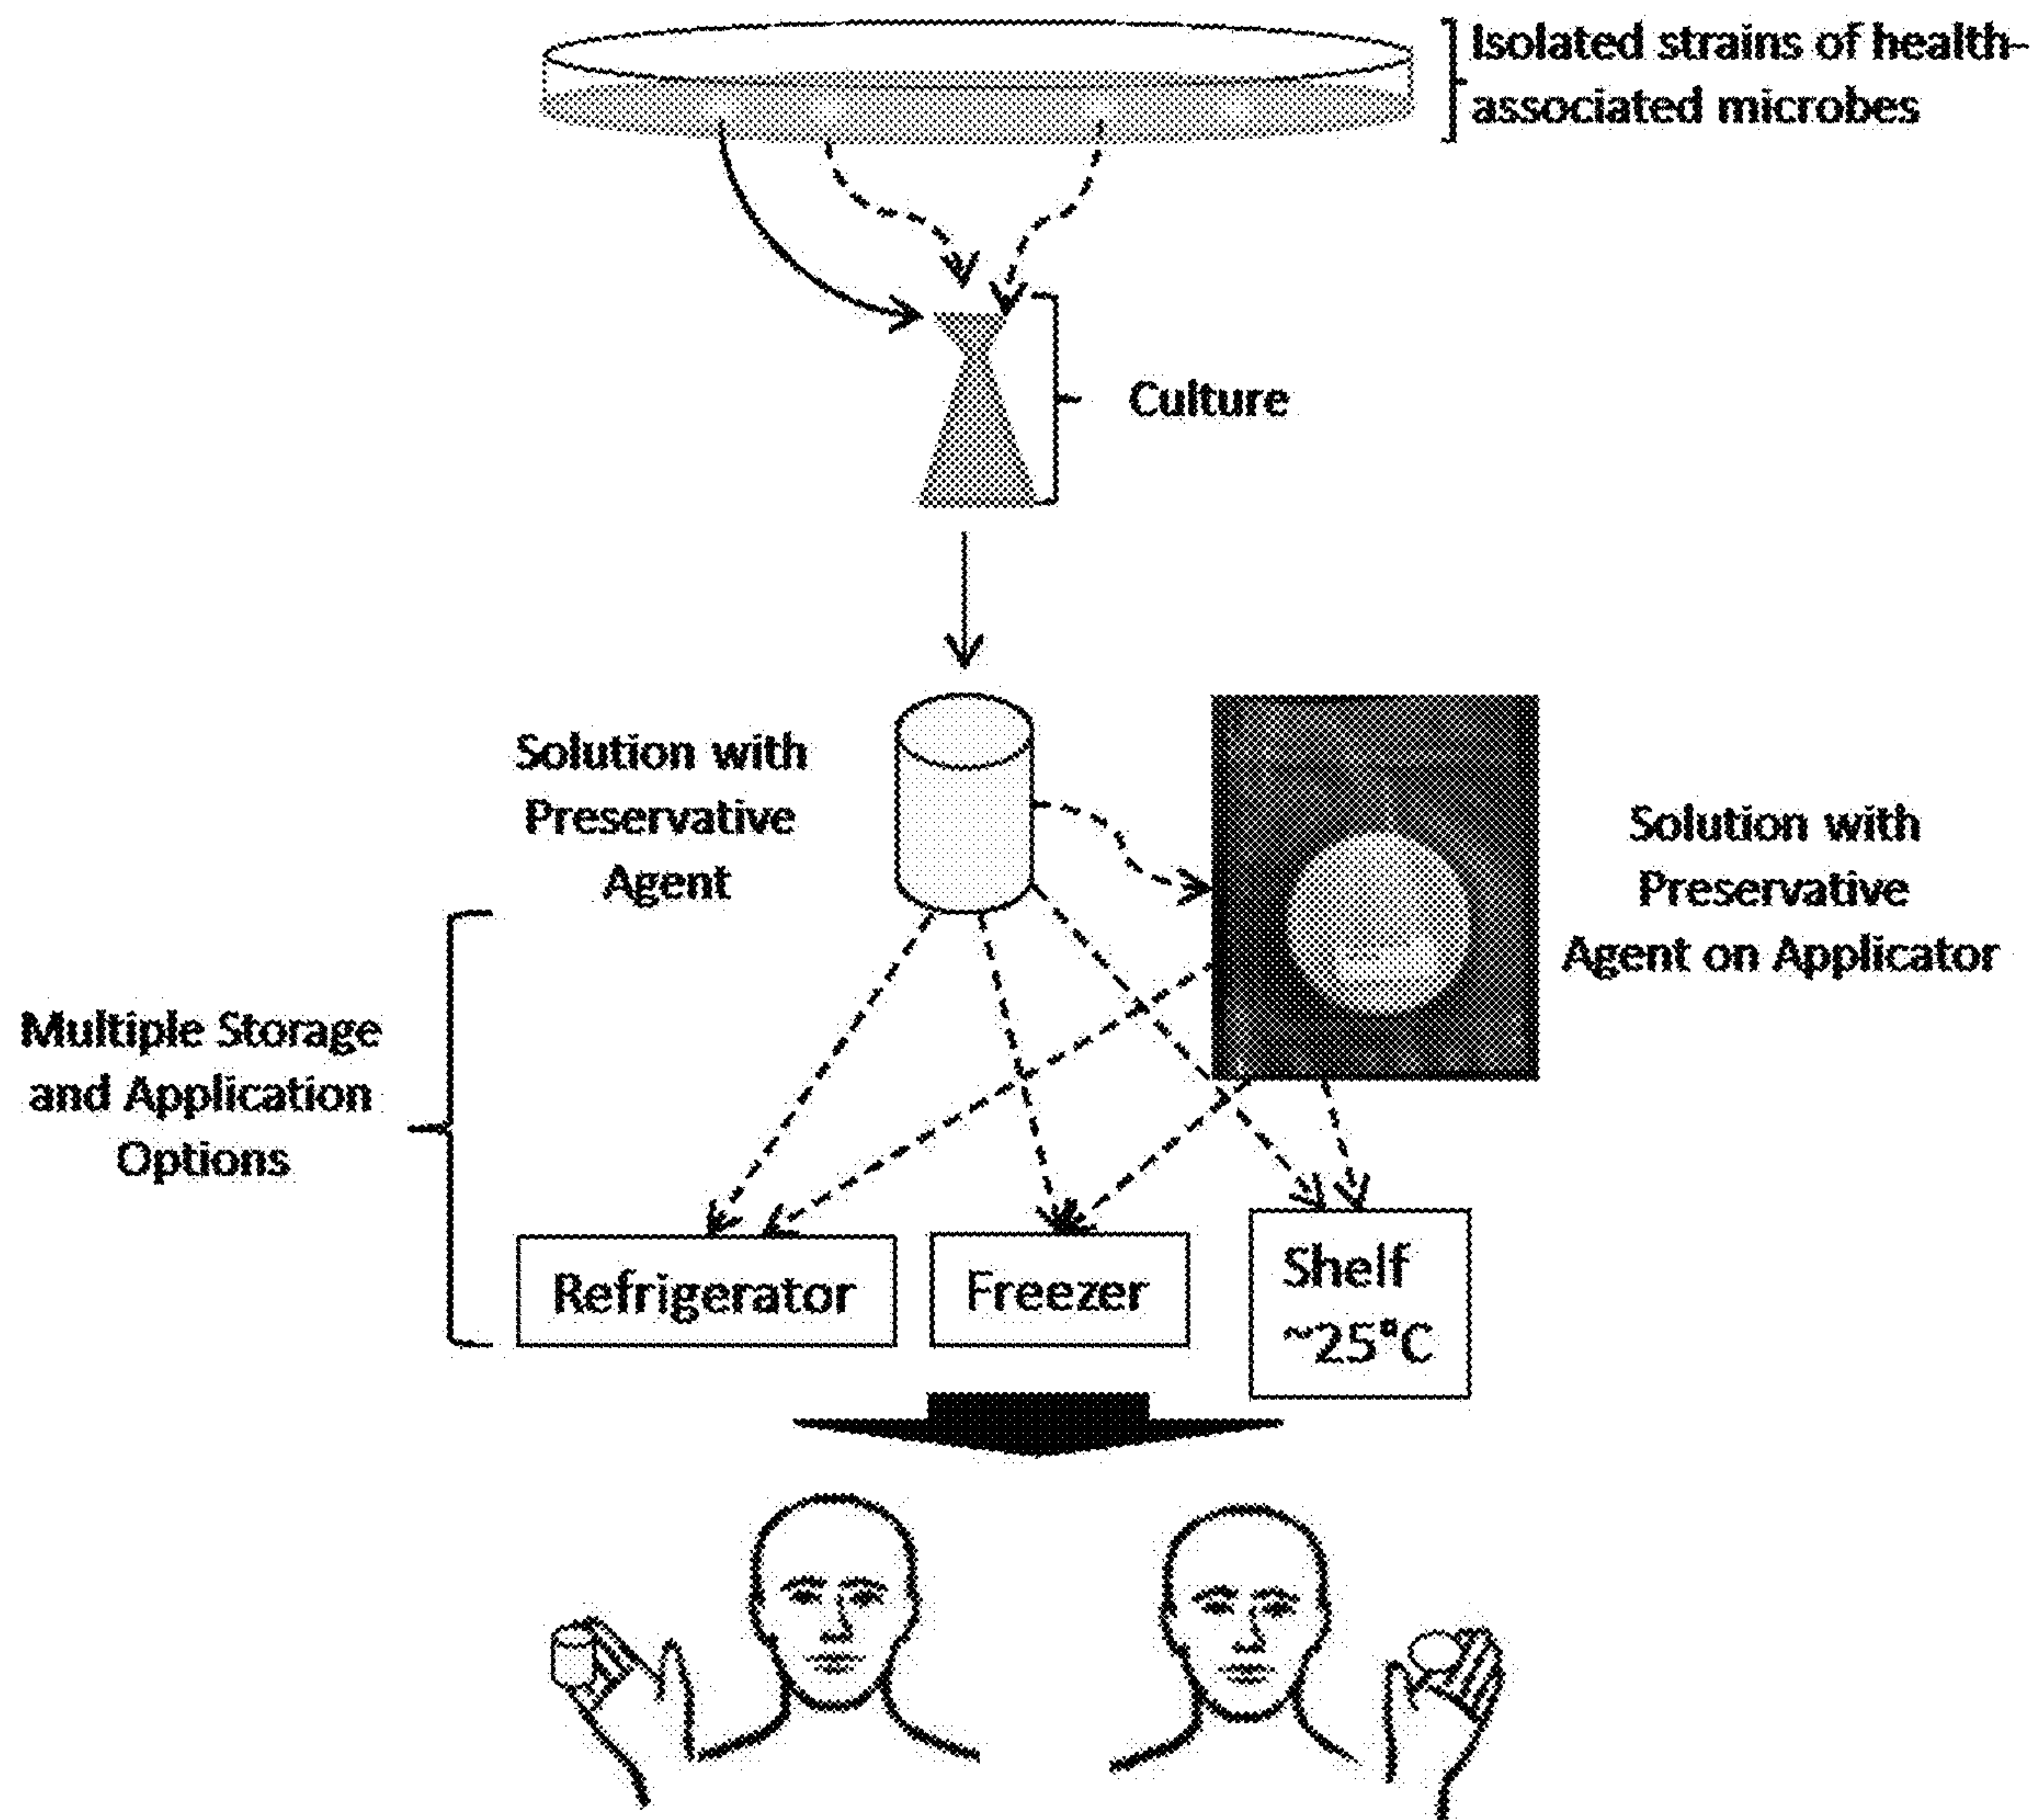 Isolated strains of health-
associated microbes
Culture
Solution with
Preservative
Agent
Solution with
Preservative
Agent on Applicator
Multiple Storage
and Application
Options
Refrigerator
Freezer
Shelf
~25°C